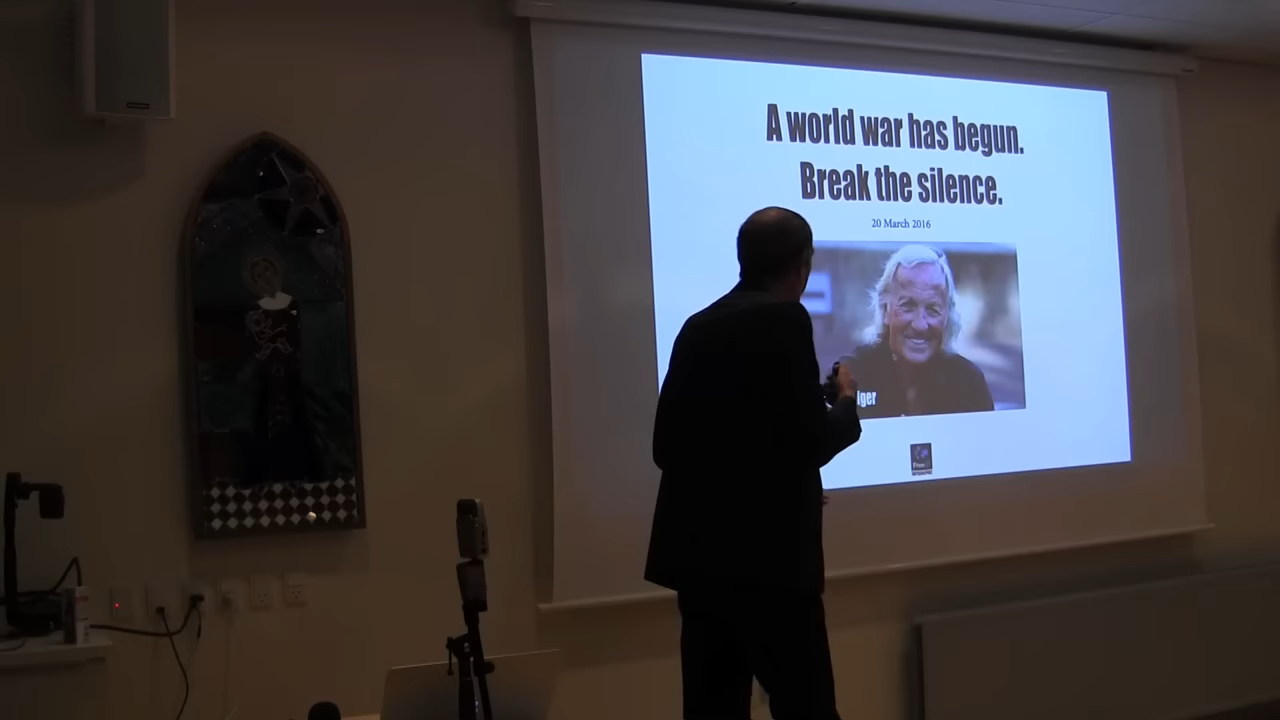 A world war has begun.
Break the silence.
20 March 2016
lger